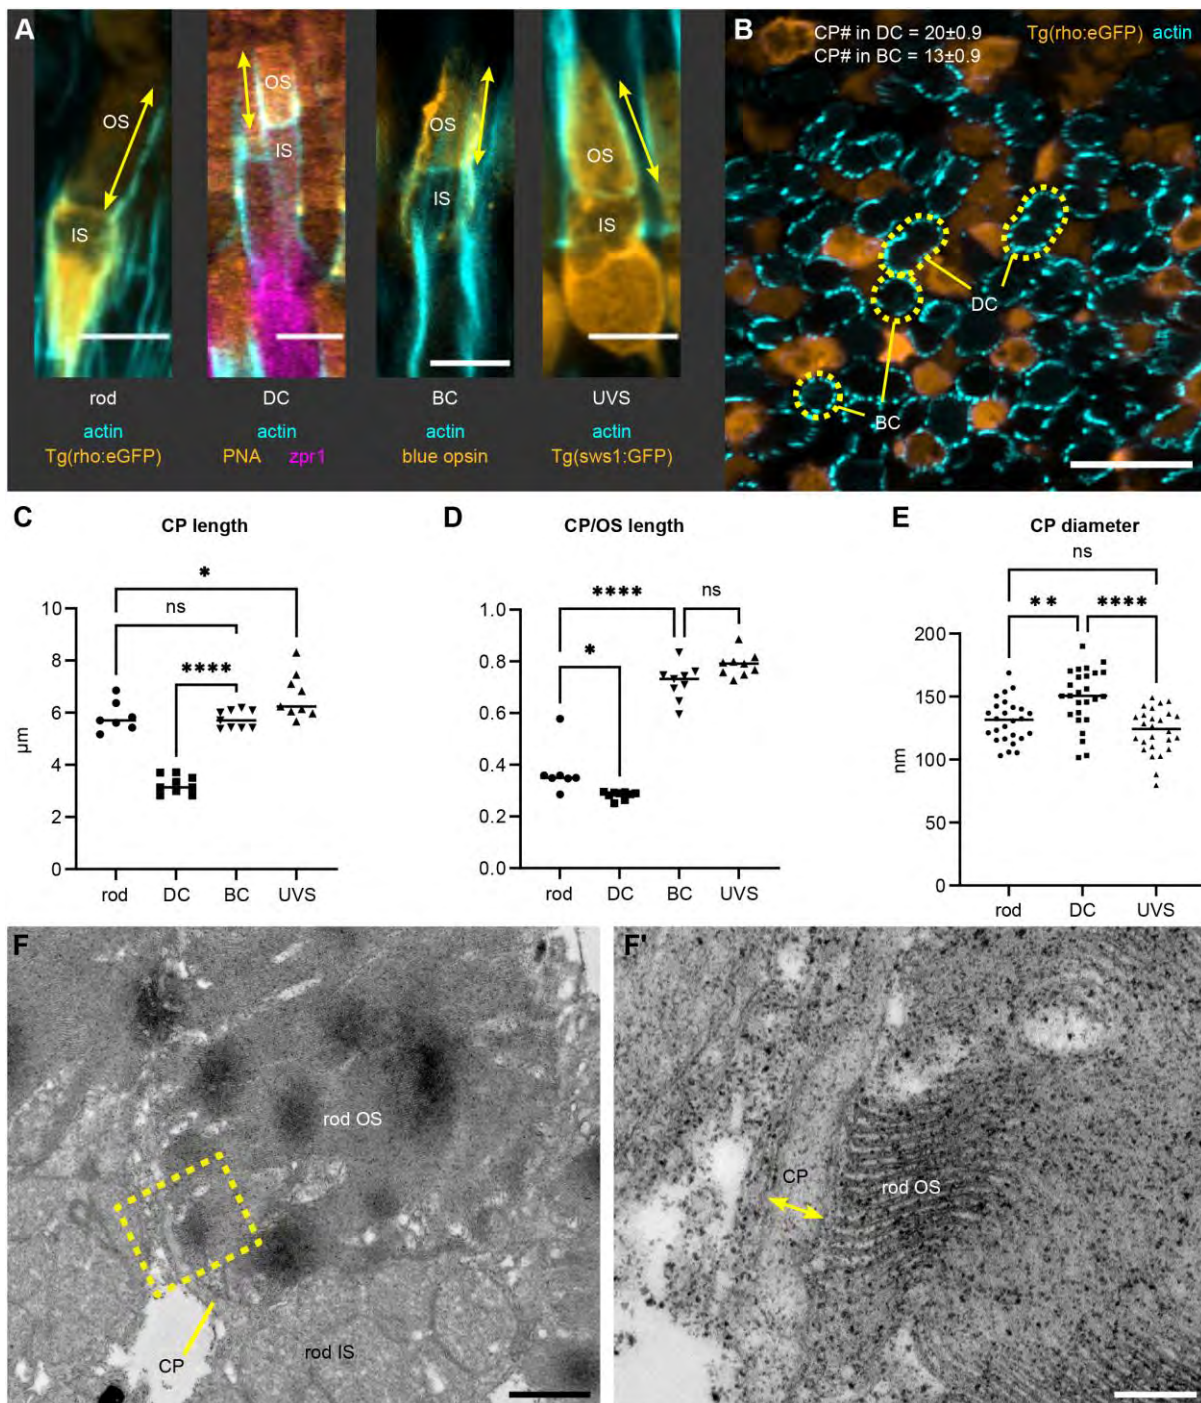 A
OS
IS
OS
IS
OS
IS
OS
IS
rod
DC
BC
UVS
actin
actin
actin
actin
Tg(rho:eGFP)
PNA zpr1
blue opsin
Tg(sws1:GFP)
B
CP# in DC = 20±0.9
CP# in BC = 13±0.9
Tg(rho:eGFP) actin
DC
BC
C
CP length
*
ns
****
10
8
6
4
2
0
µm
rod DC BC UVS
D
CP/OS length
**** ns
*
1.0
0.8
0.6
0.4
0.2
0.0
rod DC BC UVS
E
CP diameter
ns
** ****
200
150
100
50
0
nm
rod DC UVS
F
rod OS
CP
rod IS
F'
CP
rod OS